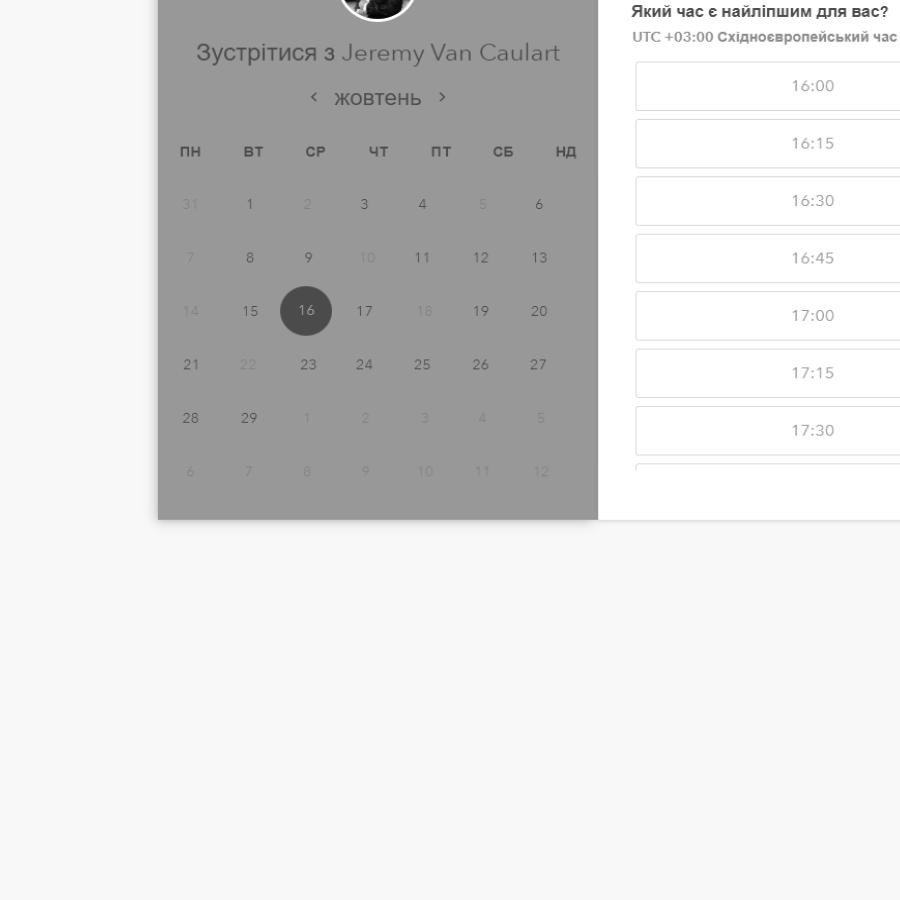 Зустрітися з Jeremy Van Caulart
‹ жовтень ›
ПН ВТ СР ЧТ ПТ СБ НД
31 1 2 3 4 5 6
7 8 9 10 11 12 13
14 15 16 17 18 19 20
21 22 23 24 25 26 27
28 29 1 2 3 4 5
6 7 8 9 10 11 12
Який час є найліпшим для вас?
UTC +03:00 Східноєвропейський час
16:00
16:15
16:30
16:45
17:00
17:15
17:30